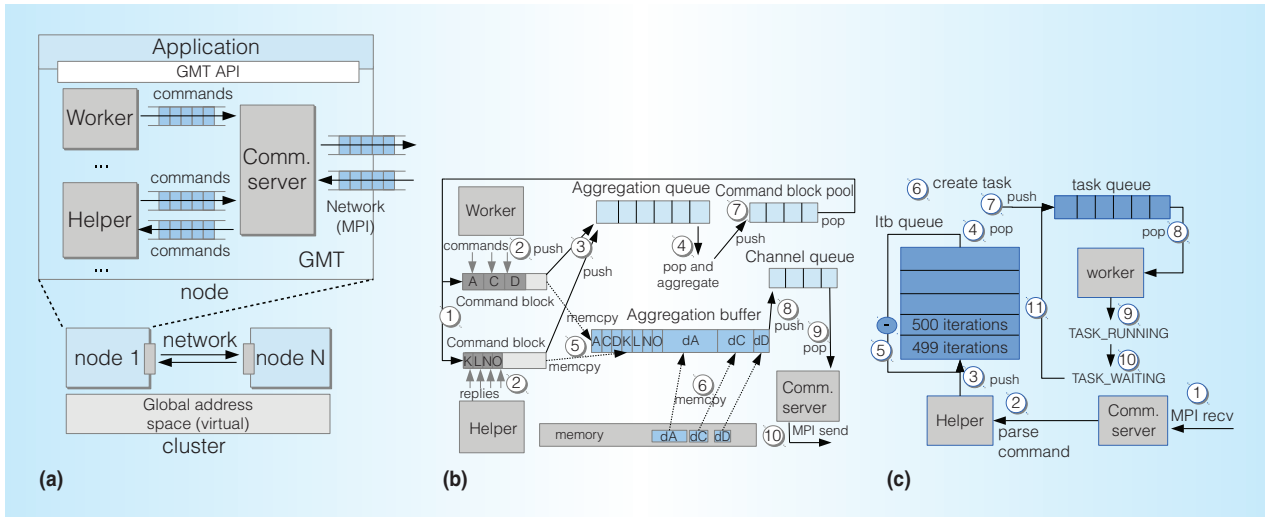 Application
GMT API
commands
Worker
...
Comm.
server
commands
Helper
commands
...
Network
(MPI)
GMT
node
node 1
network
node N
Global address
space (virtual)
cluster
(a)
Aggregation queue
Command block pool
Worker
7
pop
commands
2
push
3
push
4
pop and
aggregate
push
Channel queue
A C D
Command block
1
memcpy
Aggregation buffer
8
push
9
pop
Command block
5
A C D K L N O dA dC dD
K L N O
memcpy
2
replies
6
memcpy
Helper
Comm.
server
memory
dA dC dD
10
MPI send
(b)
6
create task
7
push
task queue
ltb queue
4
pop
pop
8
worker
11
9
TASK_RUNNING
-
500 iterations
499 iterations
5
10
TASK_WAITING
3
push
1
MPI recv
Helper
2
parse
command
Comm.
server
(c)